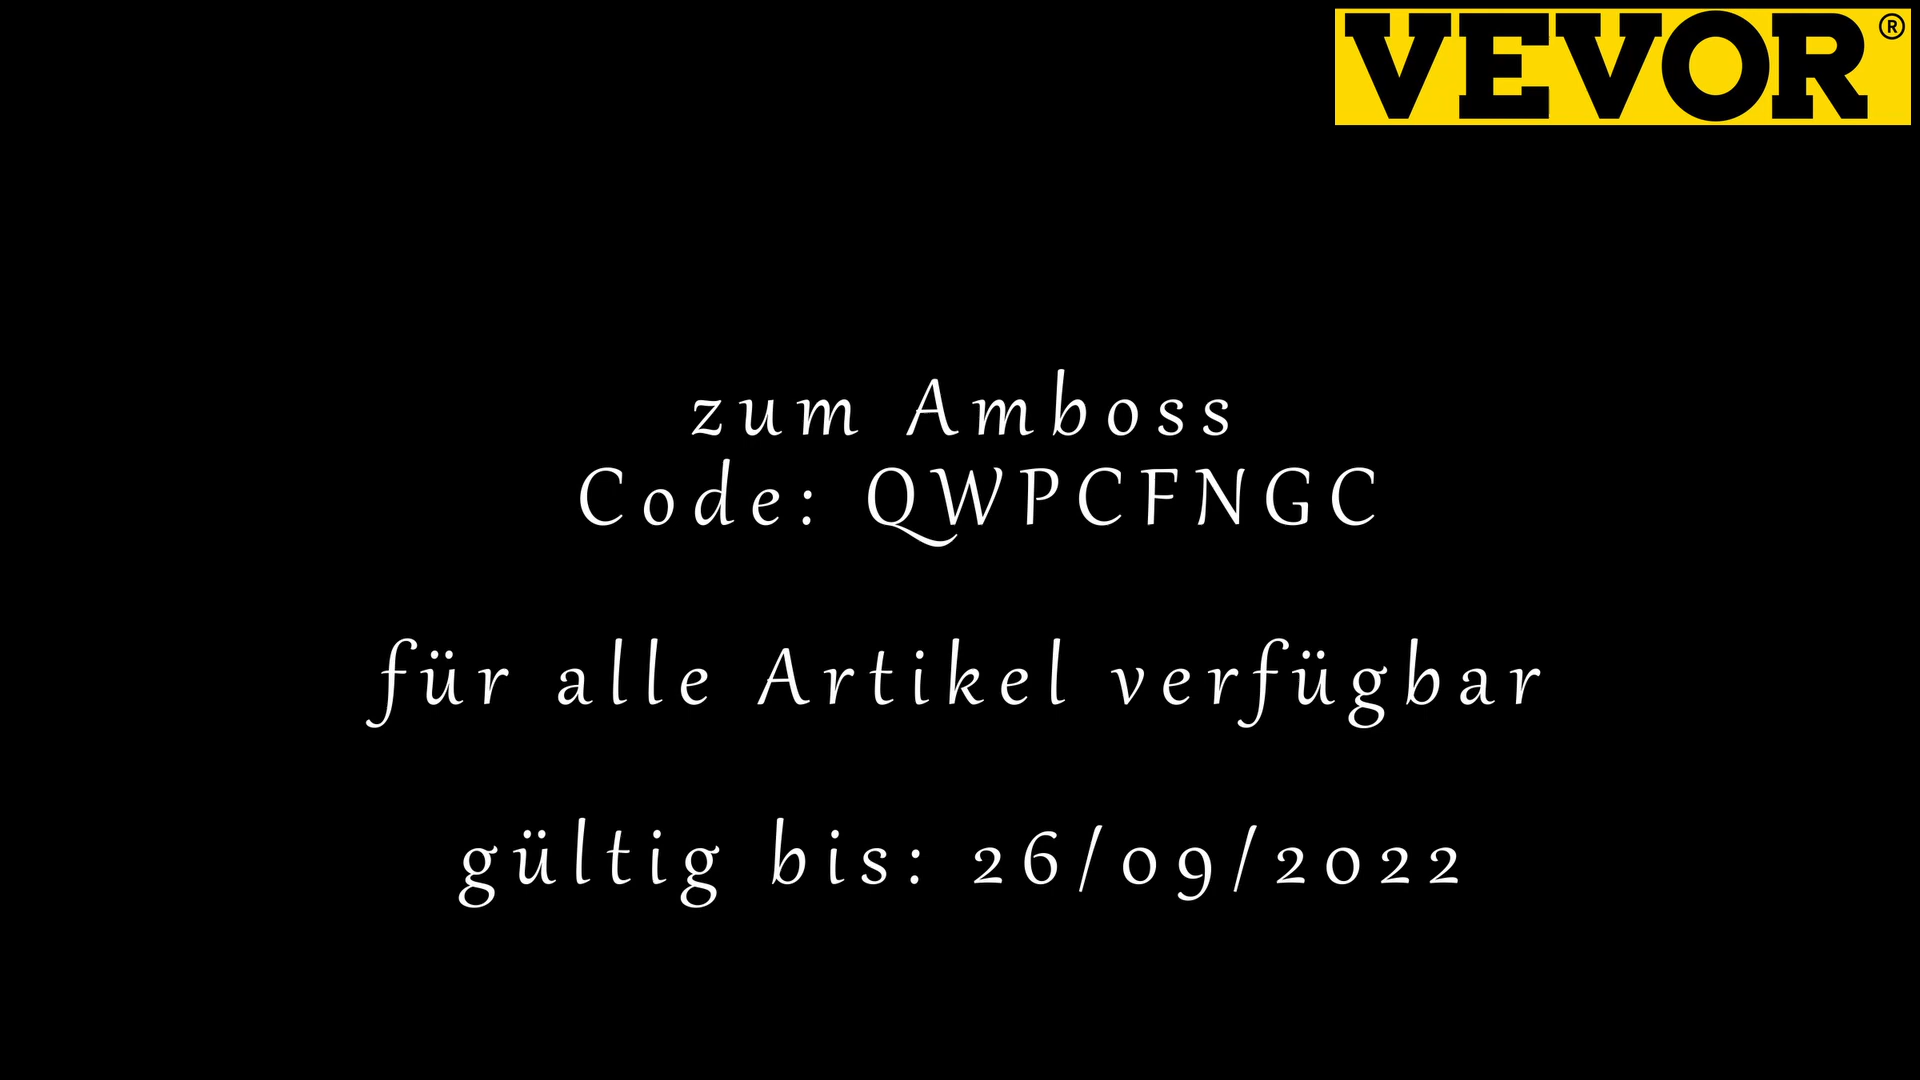 VEVOR®
zum Amboss
Code: QWPCFNGC
für alle Artikel verfügbar
gültig bis: 26/09/2022